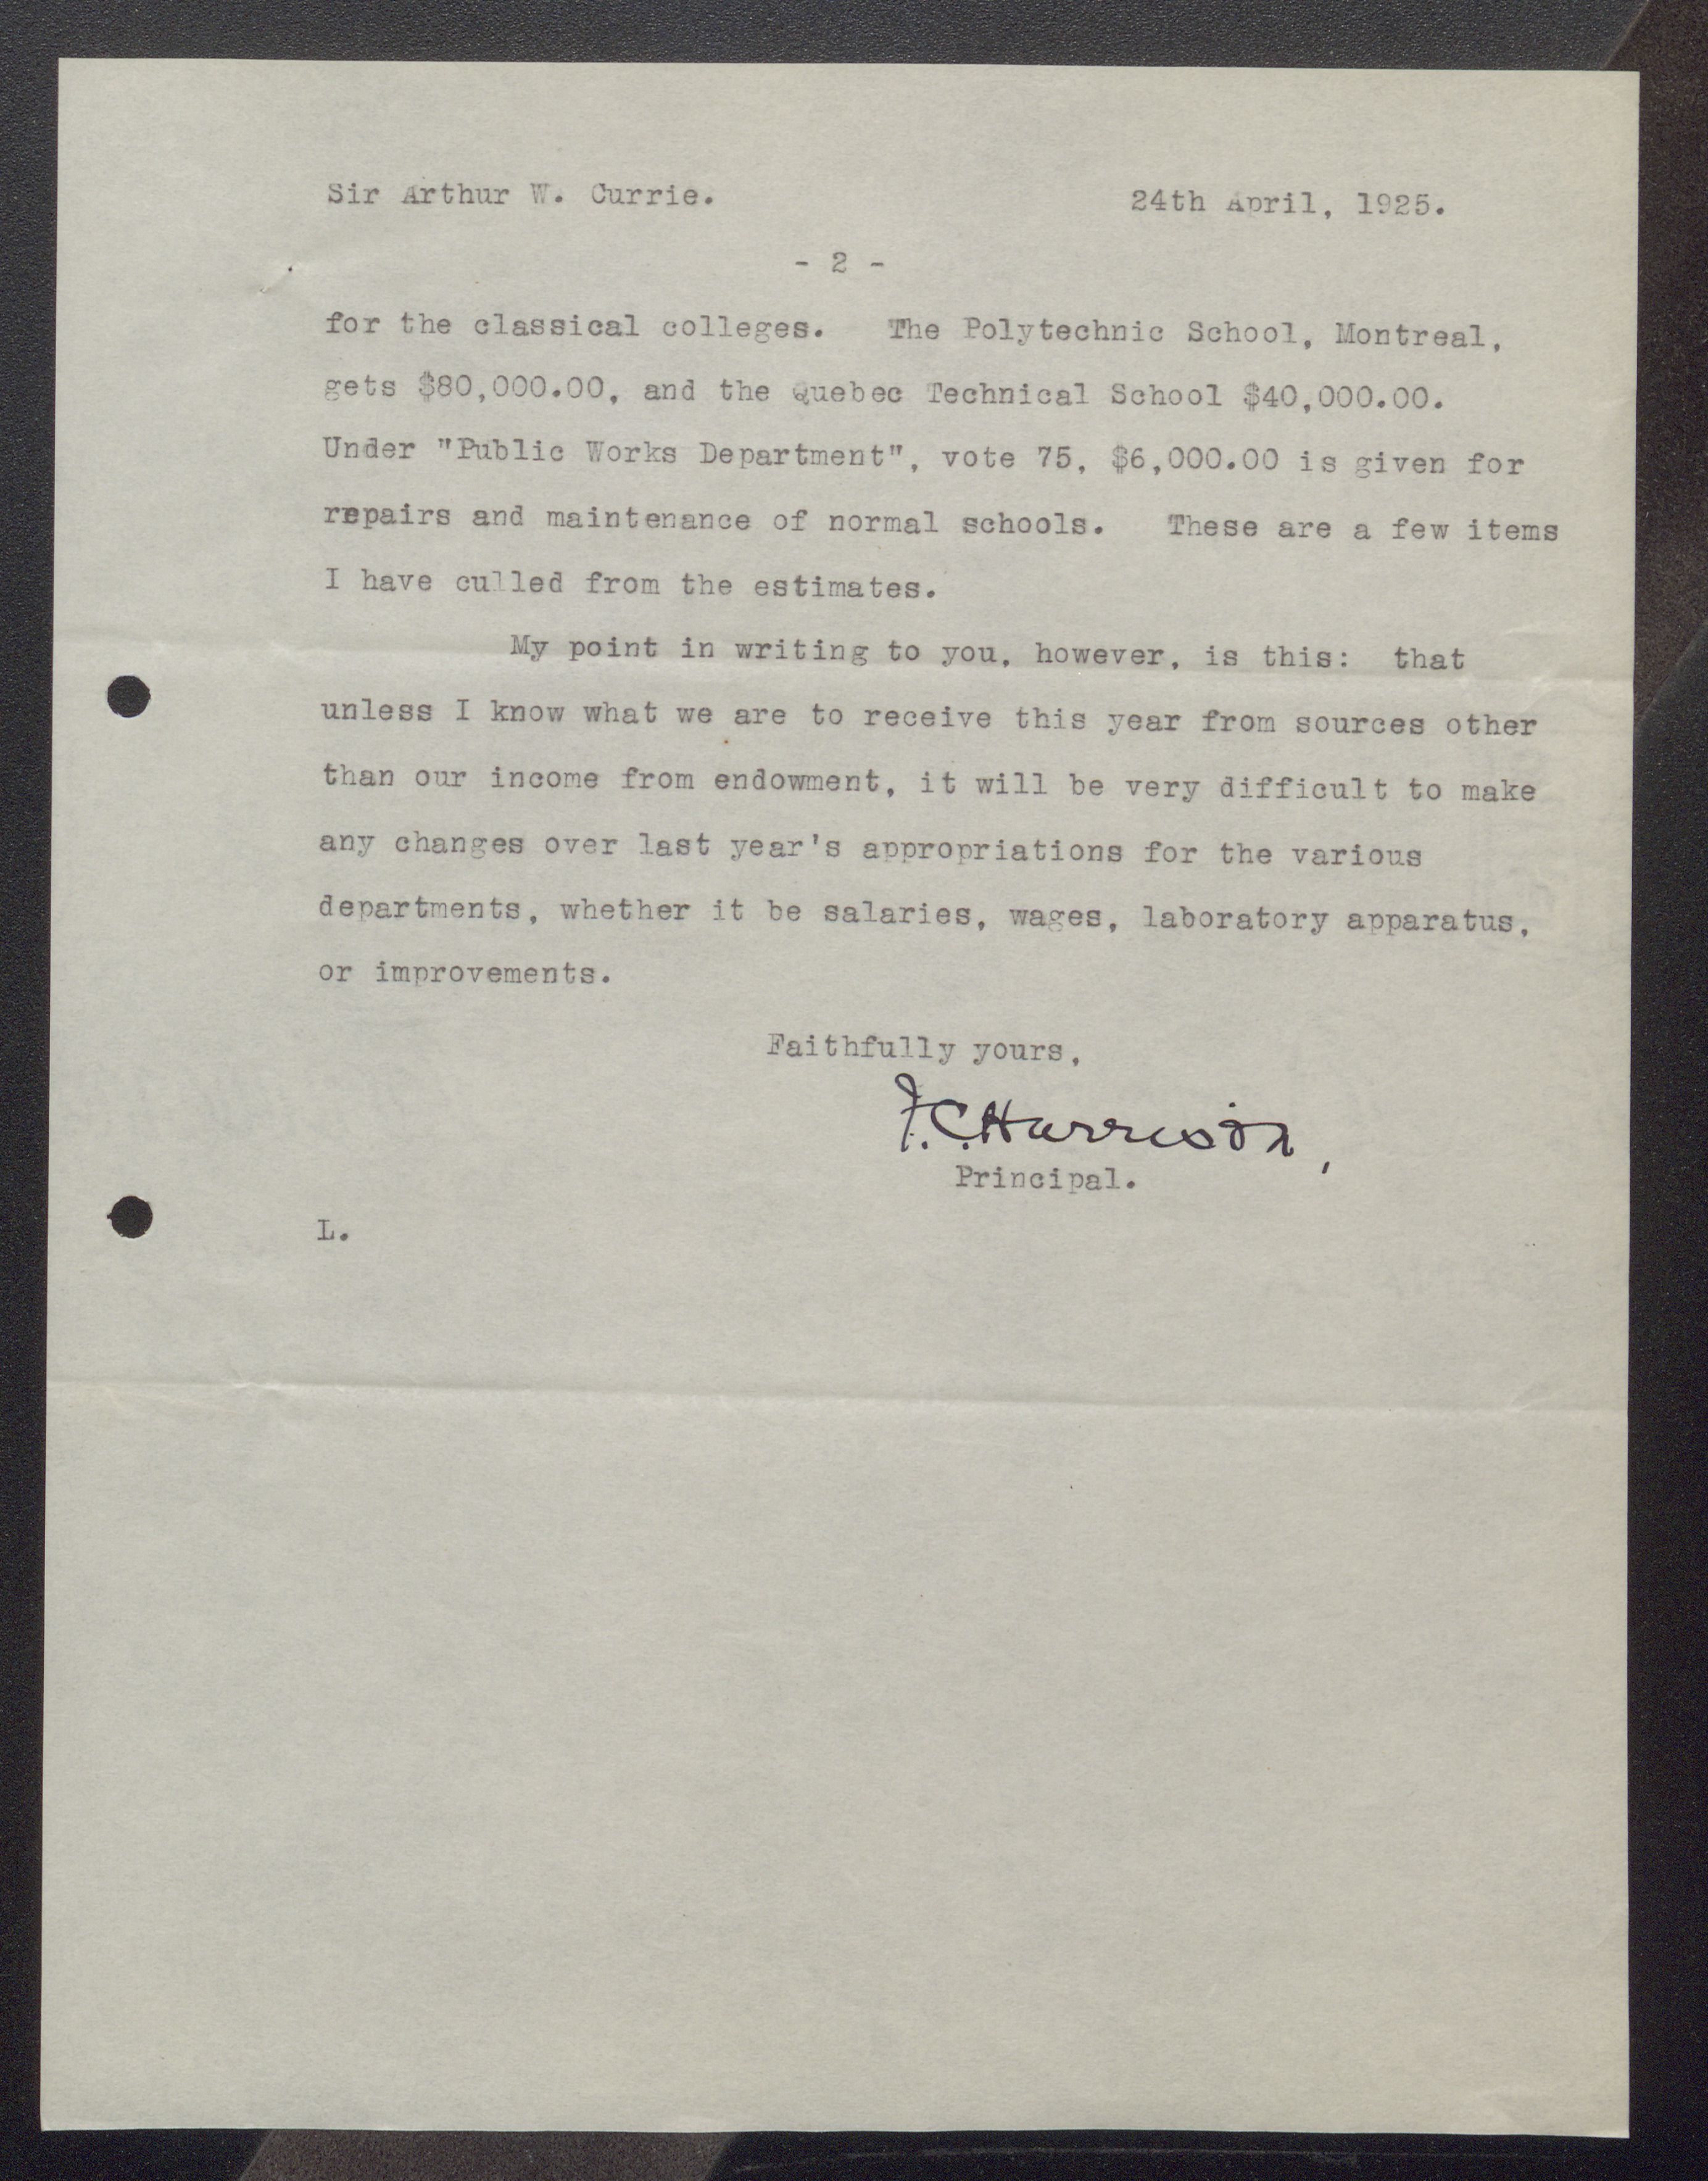 Sir Arthur W. Currie. 24th April, 1925.
- 2 -
for the classical colleges. The Polytechnic School, Montreal,
gets $80,000.00, and the Quebec Technical School $40,000.00.
Under "Public Works Department", vote 75, $6,000.00 is given for
repairs and maintenance of normal schools. These are a few items
I have culled from the estimates.
My point in writing to you, however, is this: that
unless I know what we are to receive this year from sources other
than our income from endowment, it will be very difficult to make
any changes over last year's appropriations for the various
departments, whether it be salaries, wages, laboratory apparatus,
or improvements.
Faithfully yours,
F.C.Harrison,
Principal.
L.